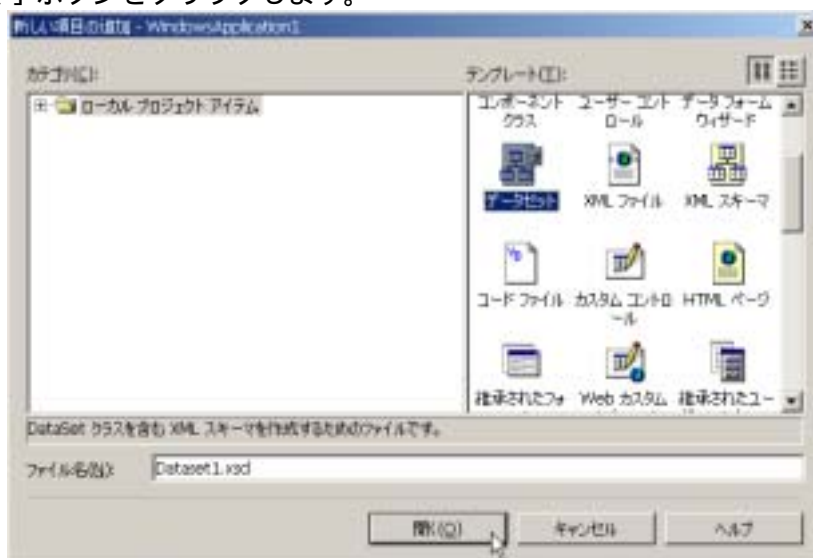 ］ボタンをクリックします。
新しい項目の追加 - WindowsApplication1
カテゴリ(C):
テンプレート(T):
ローカル プロジェクト アイテム
コンポーネント クラス
ユーザー コントロール
データ フォーム ウィザード
データセット
XML ファイル
XML スキーマ
コード ファイル
カスタム コントロール
HTML ページ
継承されたフォ
Web カスタム
継承されたユー
DataSet クラスを含む XML スキーマを作成するためのファイルです。
ファイル名(N):
Dataset1.xsd
開く(O)
キャンセル
ヘルプ